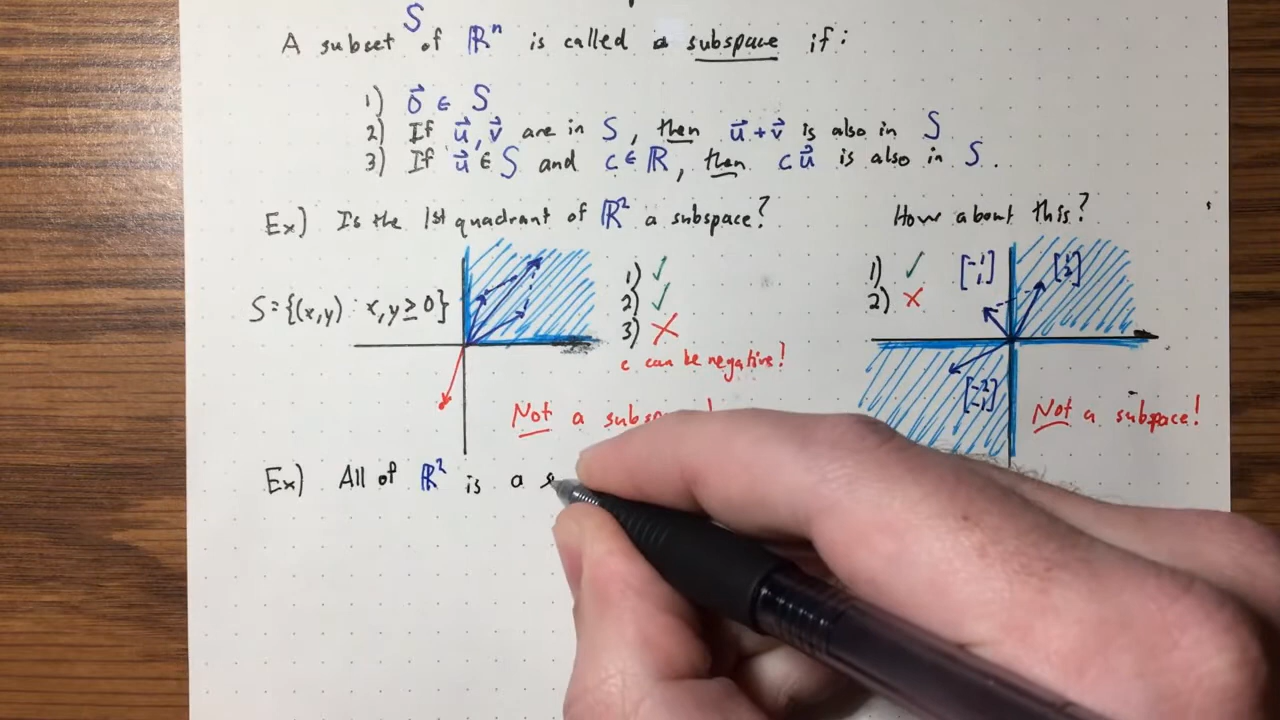 A subset S of ℝⁿ is called a subspace if:
1) 0⃗ ∈ S
2) If u⃗, v⃗ are in S, then u⃗ + v⃗ is also in S
3) If u⃗ ∈ S and c ∈ ℝ, then cu⃗ is also in S.
Ex) Is the 1st quadrant of ℝ² a subspace?
How about this?
S = {(x,y) : x, y ≥ 0}
1) ✓
2) ✓
3) ✗
c can be negative!
Not a
1) ✓
2) ✗
[-1 1]
[1 2]
[-2 -1]
Not a subspace!
Ex) All of ℝ² is a